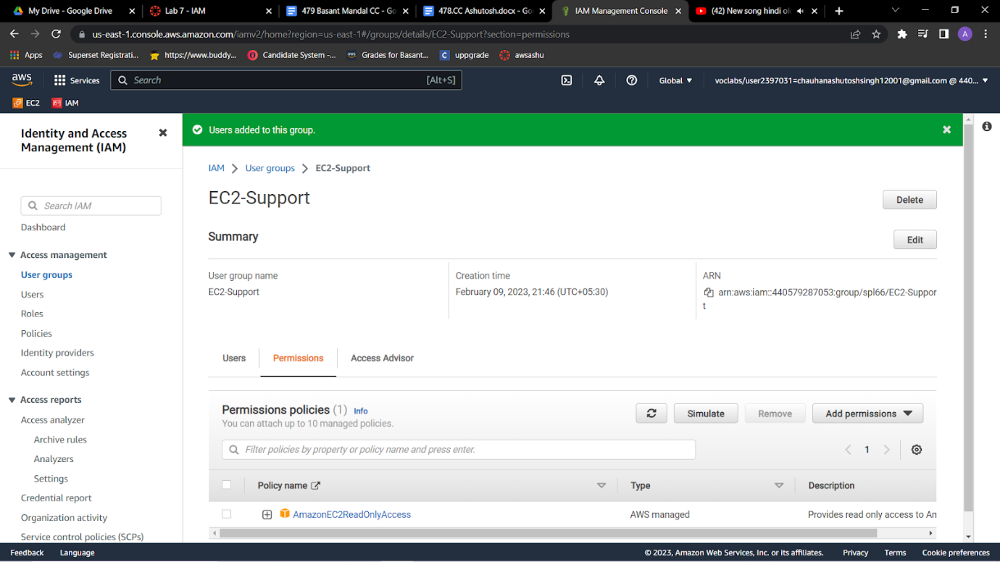 My Drive - Google Drive
Lab 7 - IAM
479 Basant Mandal CC - Go
478.CC Ashutosh.docx - Go
IAM Management Console
(42) New song hindi o
us-east-1.console.aws.amazon.com/iamv2/home?region=us-east-1#/groups/details/EC2-Support?section=permissions
A
Apps
Superset Registrati...
https://www.buddy...
Candidate System -...
aws
Grades for Basant...
C
uppgrade
awsashu
aws
Services
Search
[Alt+S]
Global
voclabs/user2397031=chauhanashutoshsingh12001@gmail.com @ 440...
EC2
IAM
Identity and Access
Management (IAM)
Search IAM
Dashboard
Access management
User groups
Users
Roles
Policies
Identity providers
Account settings
Access reports
Access analyzer
Archive rules
Analyzers
Settings
Credential report
Organization activity
Service control policies (SCPs)
Users added to this group.
IAM > User groups > EC2-Support
EC2-Support
Delete
Summary
Edit
User group name
EC2-Support
Creation time
February 09, 2023, 21:46 (UTC+05:30)
ARN
arn:aws:iam::440579287053:group/spl66/EC2-Suppor
t
Users
Permissions
Access Advisor
Permissions policies (1) Info
You can attach up to 10 managed policies.
Simulate
Remove
Add permissions
Filter policies by property or policy name and press enter.
1
Policy name
Type
Description
AmazonEC2ReadOnlyAccess
AWS managed
Provides read only access to Am
Feedback
Language
© 2023, Amazon Web Services, Inc. or its affiliates.
Privacy
Terms
Cookie preferences